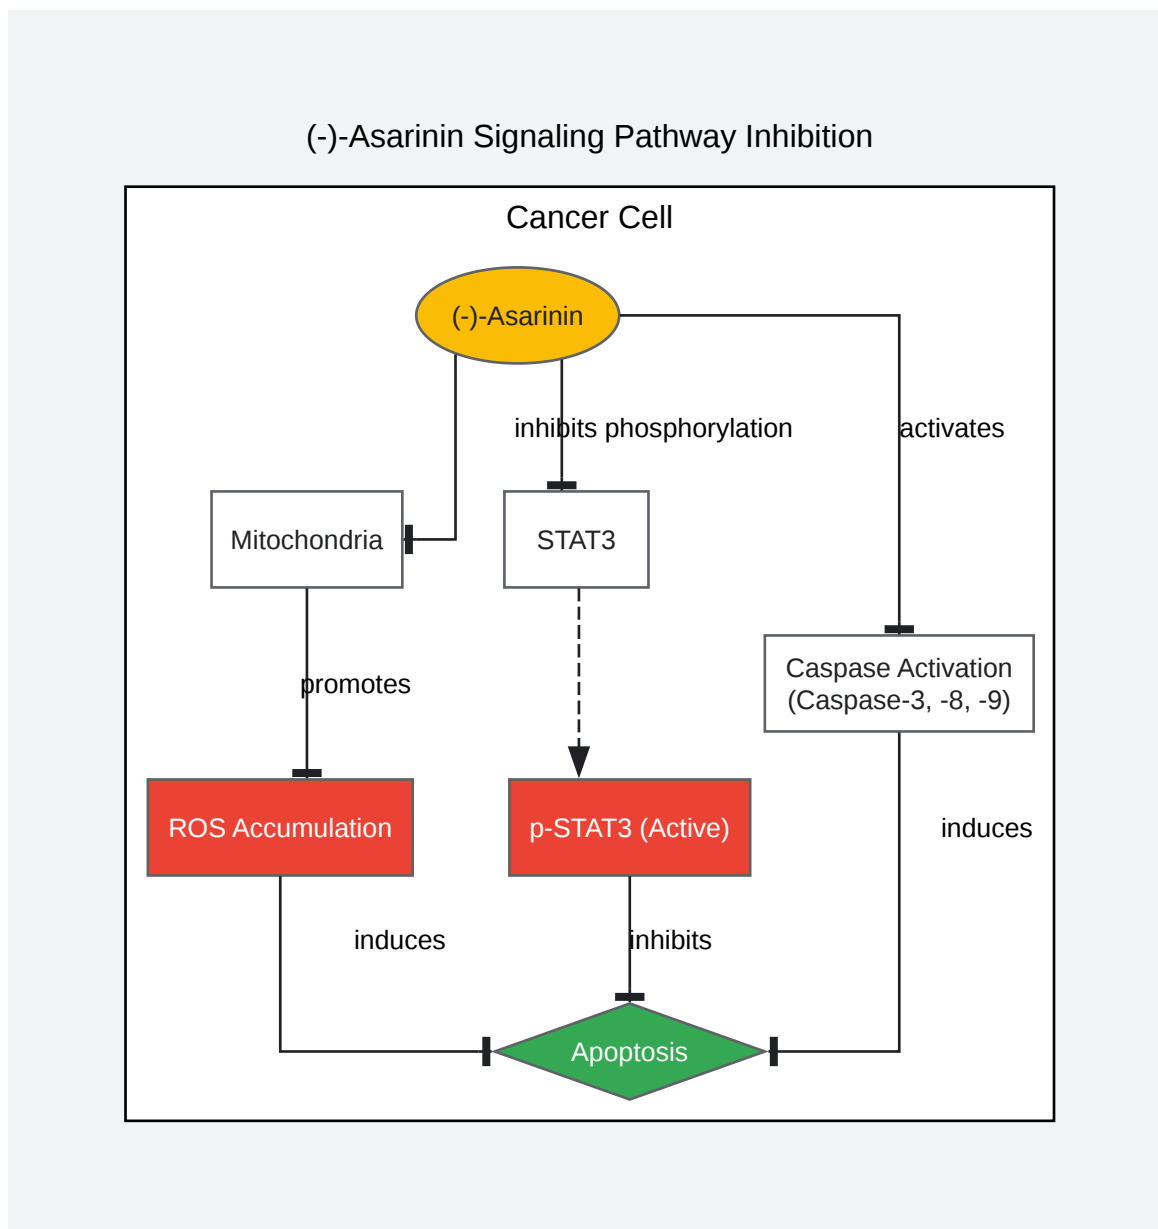 (-)-Asarinin Signaling Pathway Inhibition
Cancer Cell
(-)-Asarinin
inhibits phosphorylation
activates
Mitochondria
STAT3
promotes
Caspase Activation
(Caspase-3, -8, -9)
ROS Accumulation
p-STAT3 (Active)
induces
induces
inhibits
Apoptosis